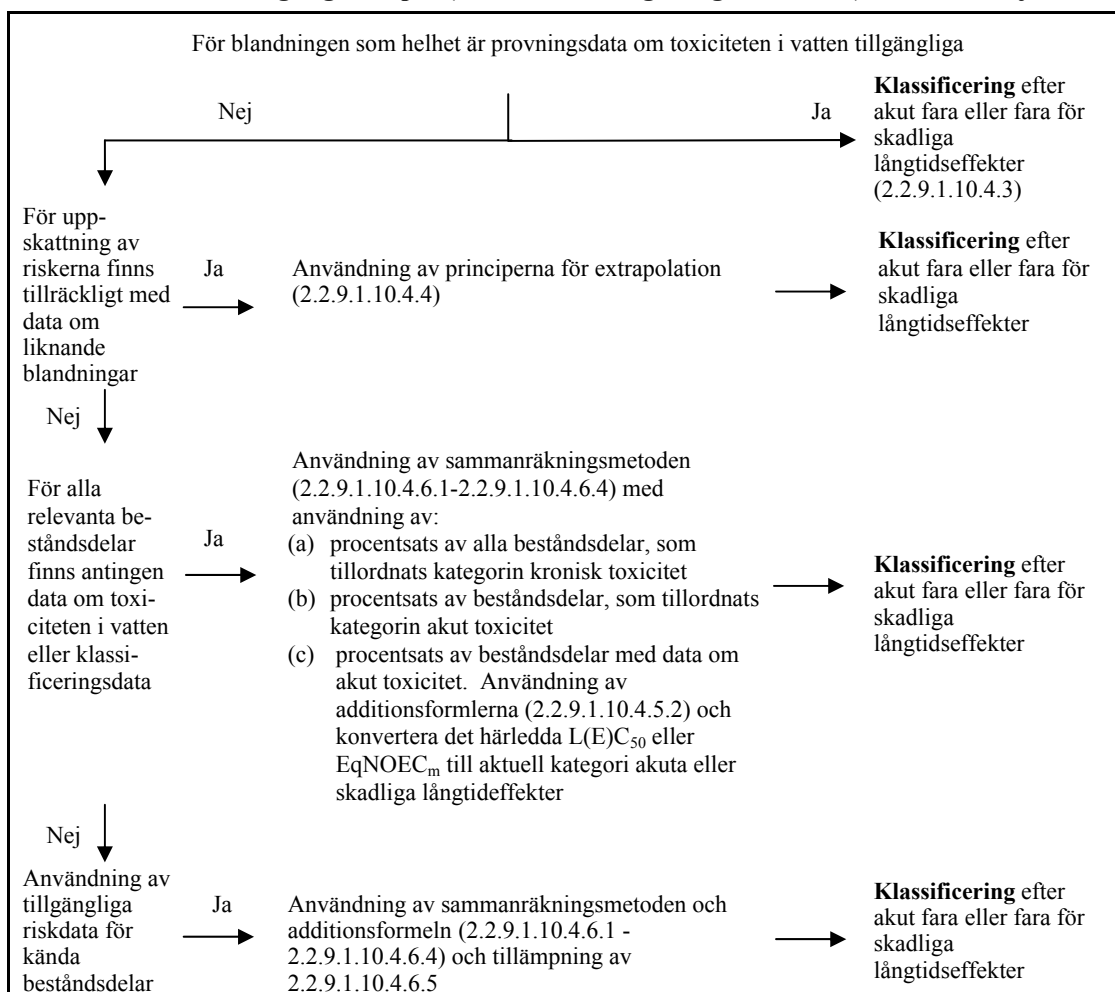 För blandningen som helhet är provningsdata om toxiciteten i vatten tillgängliga
Nej
Ja
Klassificering efter
akut fara eller fara för
skadliga
långtidseffekter
(2.2.9.1.10.4.3)
För upp-
skattning av
riskerna finns
tillräckligt med
data om
liknande
blandningar
Ja
Användning av principerna för extrapolation
(2.2.9.1.10.4.4)
Klassificering efter
akut fara eller fara för
skadliga
långtidseffekter
Nej
För alla
relevanta be-
ståndsdelar
finns antingen
data om toxi-
citeten i vatten
eller klassi-
ficeringsdata
Ja
Användning av sammanräkningsmetoden
(2.2.9.1.10.4.6.1-2.2.9.1.10.4.6.4) med
användning av:
(a) procentsats av alla beståndsdelar, som
tillordnats kategorin kronisk toxicitet
(b) procentsats av beståndsdelar, som tillordnats
kategorin akut toxicitet
(c) procentsats av beståndsdelar med data om
akut toxicitet. Användning av
additionsformlerna (2.2.9.1.10.4.5.2) och
konvertera det härledda L(E)C50 eller
EqNOECm till aktuell kategori akuta eller
skadliga långtideffekter
Klassificering efter
akut fara eller fara för
skadliga
långtidseffekter
Nej
Användning av
tillgängliga
riskdata för
kända
beståndsdelar
Ja
Användning av sammanräkningsmetoden och
additionsformeln (2.2.9.1.10.4.6.1 -
2.2.9.1.10.4.6.4) och tillämpning av
2.2.9.1.10.4.6.5
Klassificering efter
akut fara eller fara för
skadliga
långtidseffekter